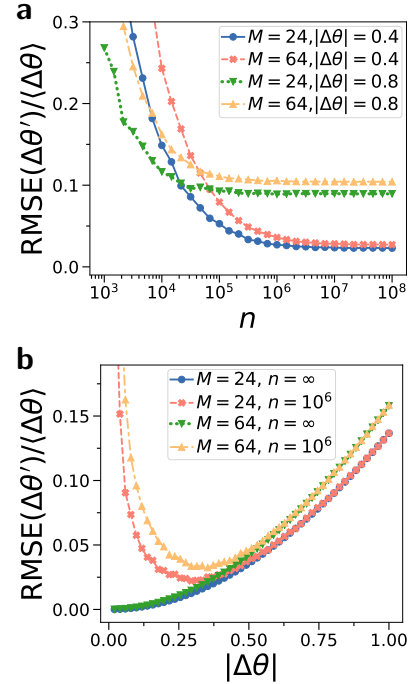 a
RMSE(Δθ′)/⟨Δθ⟩
0.3
0.2
0.1
0.0
M = 24,|Δθ| = 0.4
M = 64,|Δθ| = 0.4
M = 24,|Δθ| = 0.8
M = 64,|Δθ| = 0.8
10³ 10⁴ 10⁵ 10⁶ 10⁷ 10⁸
n
b
RMSE(Δθ′)/⟨Δθ⟩
0.15
0.10
0.05
0.00
M = 24, n = ∞
M = 24, n = 10⁶
M = 64, n = ∞
M = 64, n = 10⁶
0.00 0.25 0.50 0.75 1.00
|Δθ|